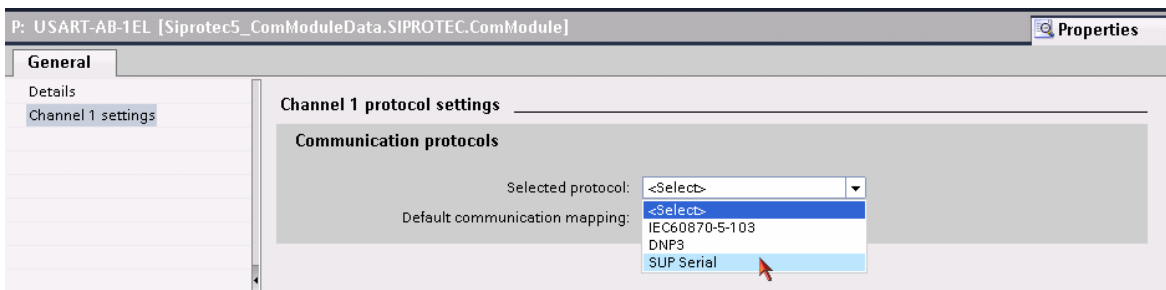 P: USART-AB-1EL [Siprotec5_ComModuleData.SIPROTEC.ComModule]
Properties
General
Details
Channel 1 settings
Channel 1 protocol settings
Communication protocols
Selected protocol: <Select>
Default communication mapping:
<Select>
IEC60870-5-103
DNP3
SUP Serial